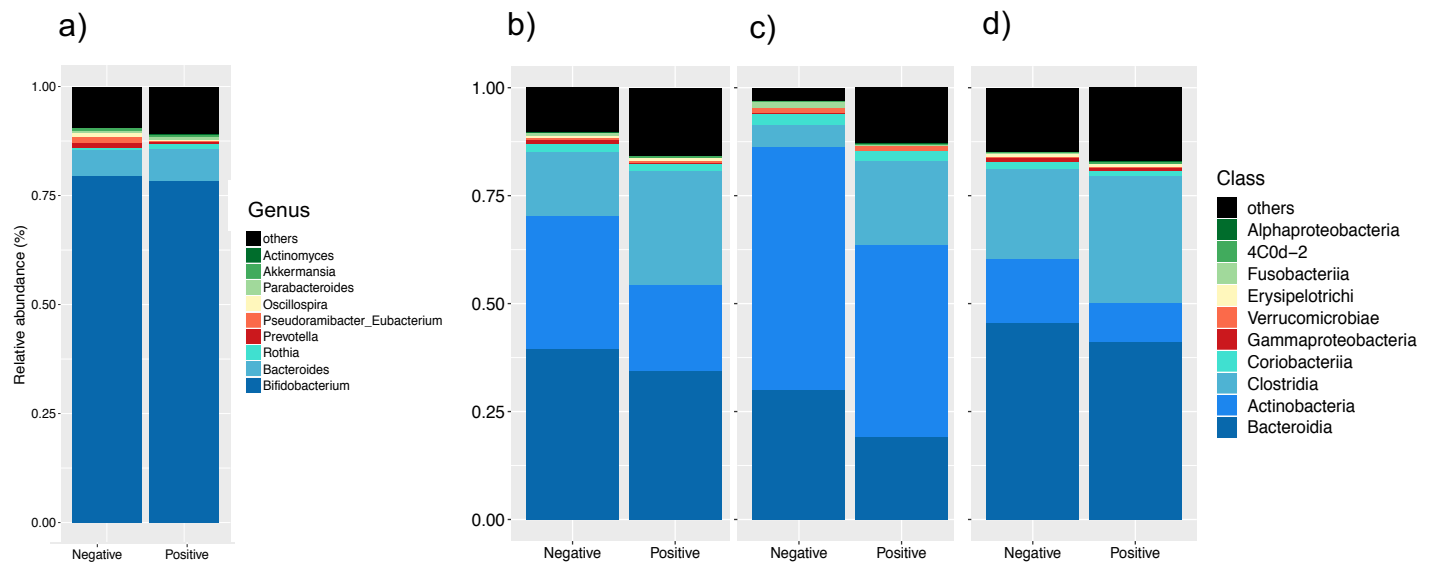 a)
b)
c)
d)
Relative abundance (%)
1.00
0.75
0.50
0.25
0.00
Negative
Positive
Genus
others
Actinomyces
Akkermansia
Parabacteroides
Oscillospira
Pseudoramibacter_Eubacterium
Prevotella
Rothia
Bacteroides
Bifidobacterium
1.00
0.75
0.50
0.25
0.00
Negative
Positive
Negative
Positive
Negative
Positive
Class
others
Alphaproteobacteria
4C0d−2
Fusobacteriia
Erysipelotrichi
Verrucomicrobiae
Gammaproteobacteria
Coriobacteriia
Clostridia
Actinobacteria
Bacteroidia